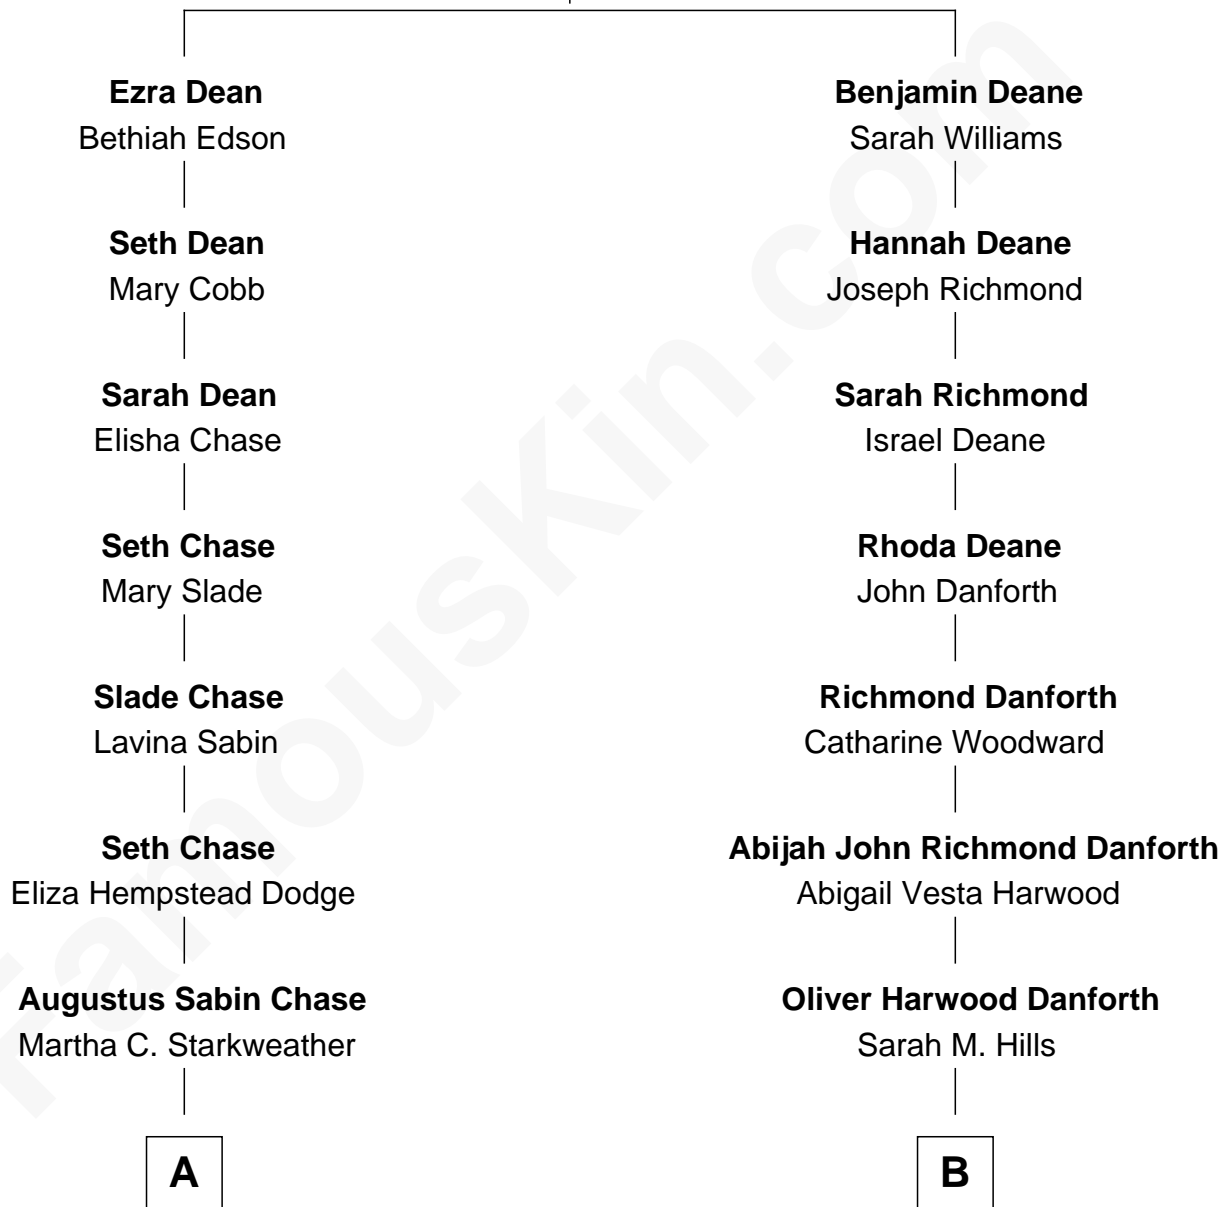 Ezra Dean
Bethiah Edson
Seth Dean
Mary Cobb
Sarah Dean
Elisha Chase
Seth Chase
Mary Slade
Slade Chase
Lavina Sabin
Seth Chase
Eliza Hempstead Dodge
Augustus Sabin Chase
Martha C. Starkweather
A
Benjamin Deane
Sarah Williams
Hannah Deane
Joseph Richmond
Sarah Richmond
Israel Deane
Rhoda Deane
John Danforth
Richmond Danforth
Catharine Woodward
Abijah John Richmond Danforth
Abigail Vesta Harwood
Oliver Harwood Danforth
Sarah M. Hills
B
FamousKin.com